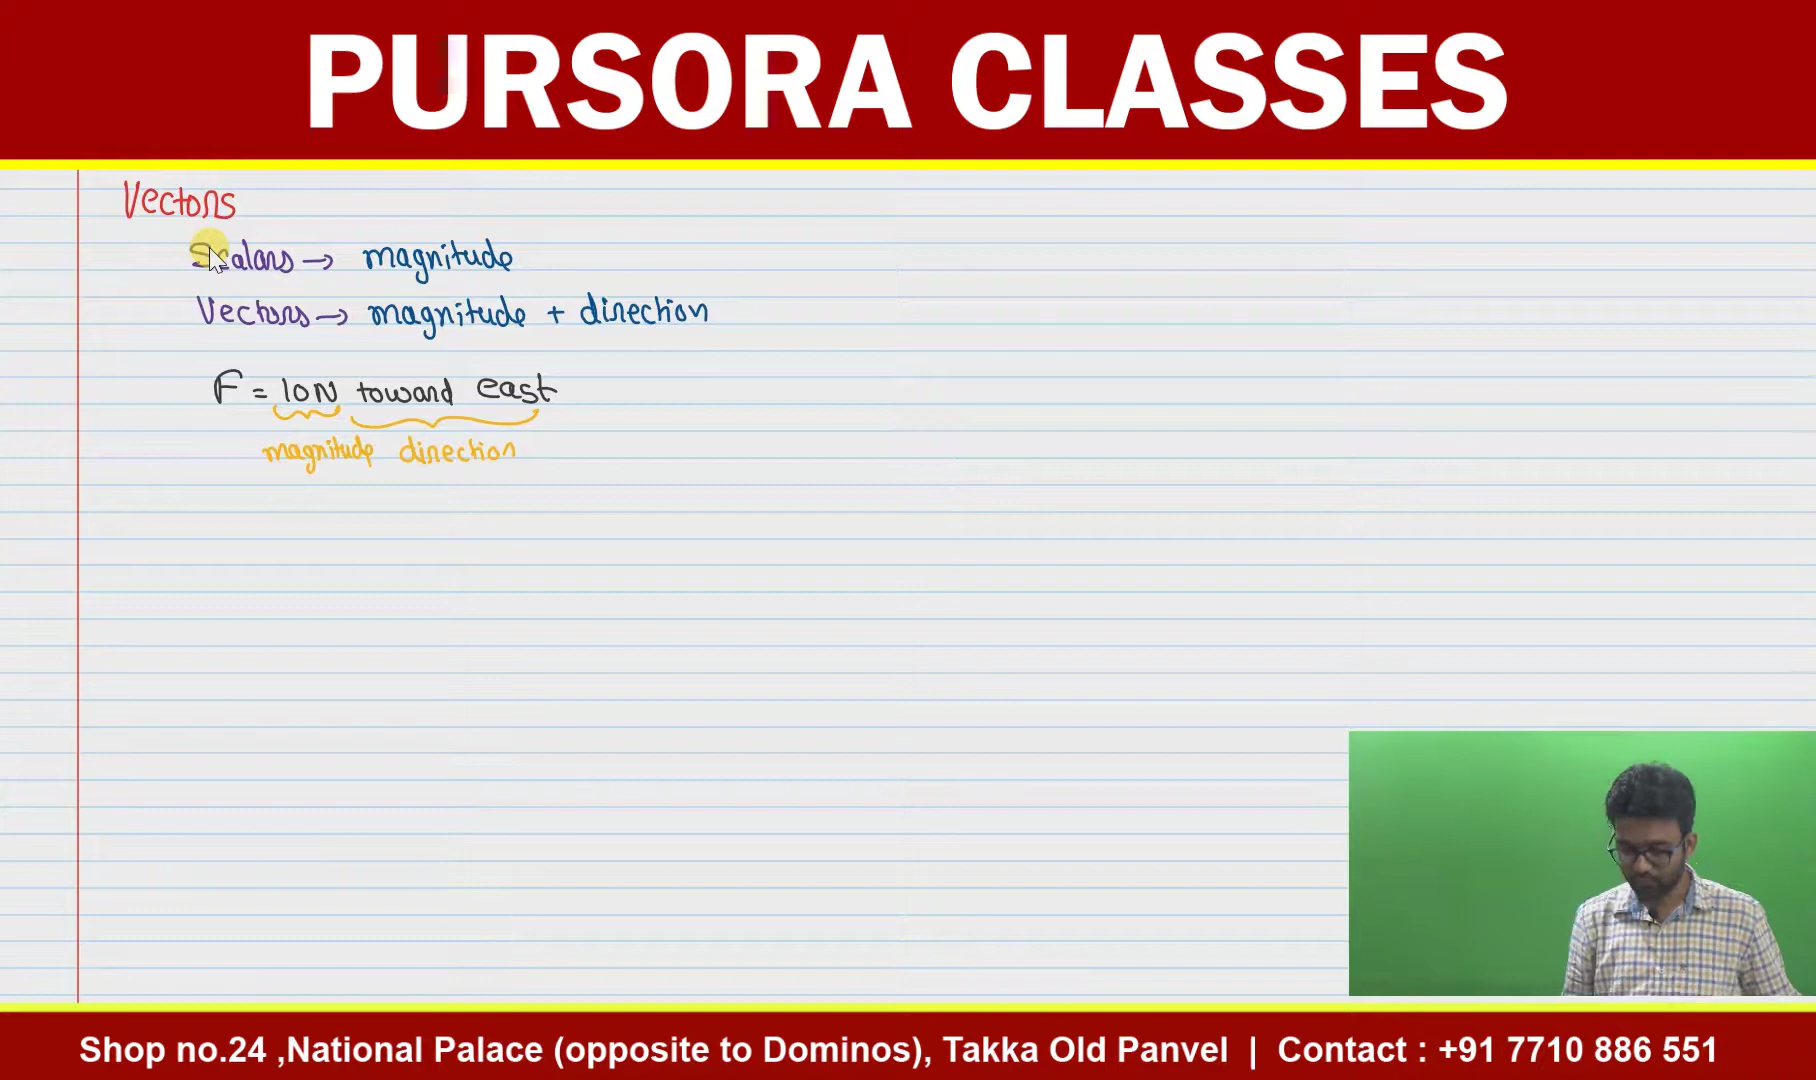 PURSORA CLASSES
Vectors
Scalars → magnitude
Vectors → magnitude + direction
F = 10N toward east
magnitude direction
Shop no.24 ,National Palace (opposite to Dominos), Takka Old Panvel | Contact : +91 7710 886 551